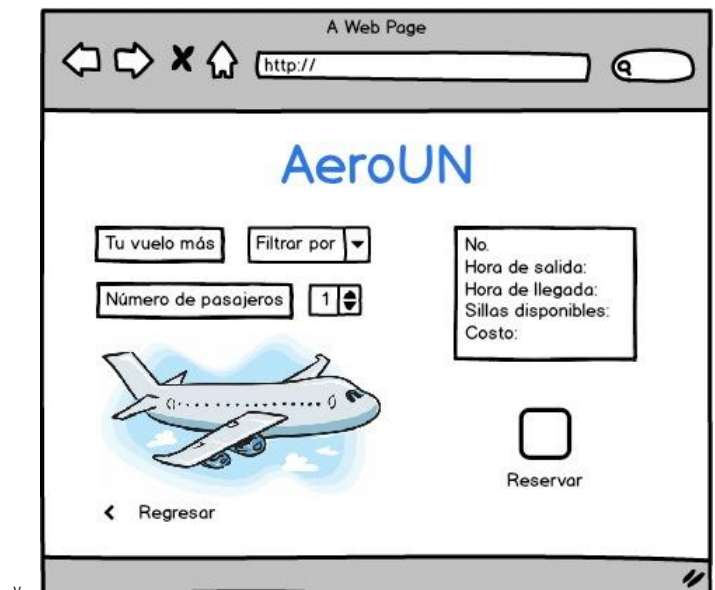 A Web Page
http://
AeroUN
Tu vuelo más
Filtrar por
Número de pasajeros
1
No.
Hora de salida:
Hora de llegada:
Sillas disponibles:
Costo:
Reservar
Regresar
y